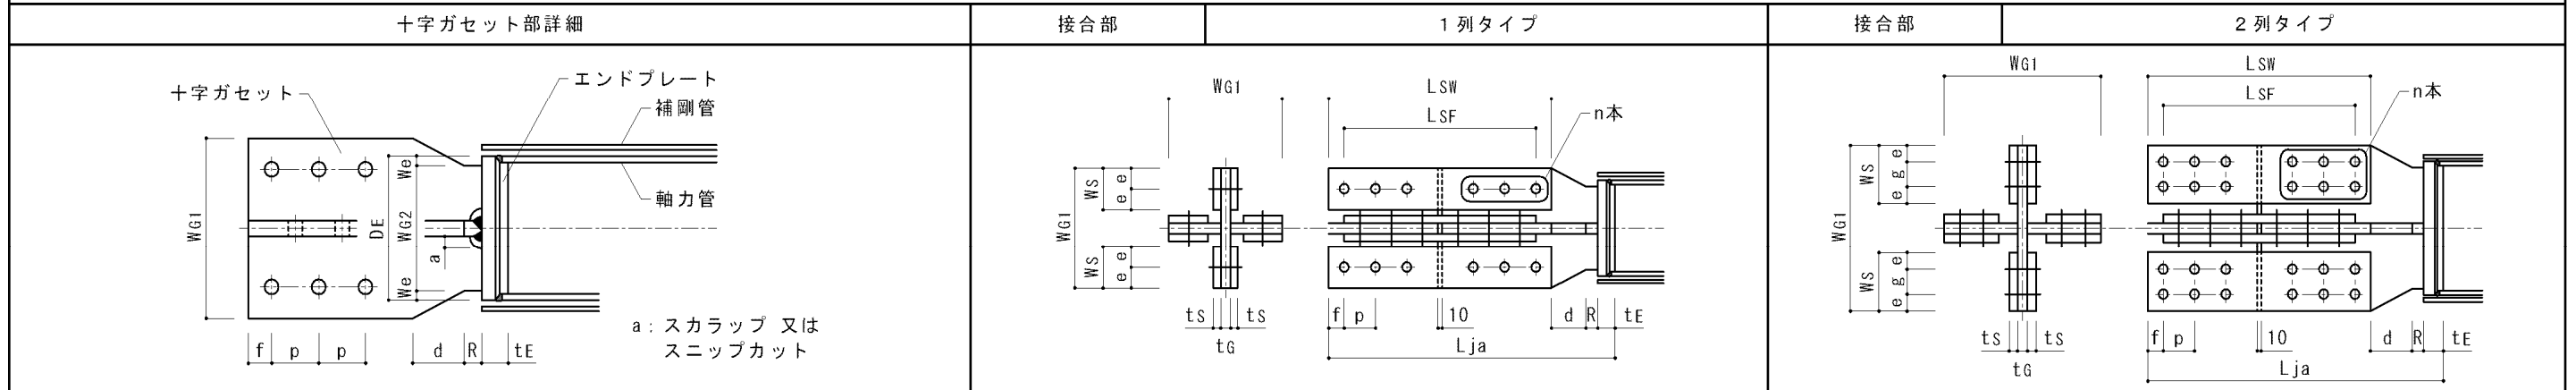 十字ガセット部詳細
接合部
1列タイプ
接合部
2列タイプ
十字ガセット
エンドプレート
補剛管
軸力管
WG1
DE
We
WG2
We
a
f
p
p
d
R
tE
a：スカラップ 又は
スニップカット
WG1
LSW
LSF
n本
WG1
WS
e
e
WS
e
e
tS
tS
tG
f
p
10
d
R
tE
Lja
WG1
LSW
LSF
n本
WG1
WS
e
g
e
WS
e
g
e
tS
tS
tG
f
p
10
d
R
tE
Lja